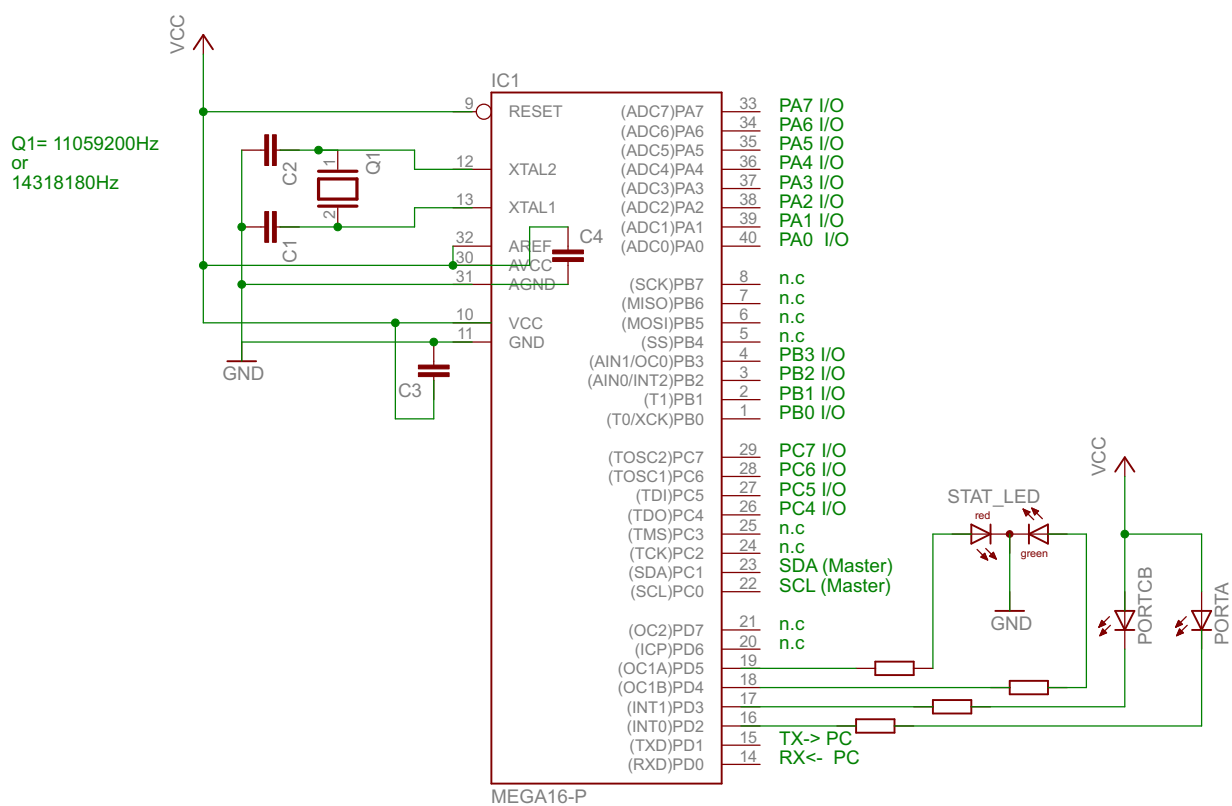 VCC
IC1
Q1= 11059200Hz
or
14318180Hz
C2
1
Q1
2
C1
C4
C3
GND
9 RESET
12 XTAL2
13 XTAL1
32 AREF
30 AVCC
31 AGND
10 VCC
11 GND
(ADC7)PA7 33 PA7 I/O
(ADC6)PA6 34 PA6 I/O
(ADC5)PA5 35 PA5 I/O
(ADC4)PA4 36 PA4 I/O
(ADC3)PA3 37 PA3 I/O
(ADC2)PA2 38 PA2 I/O
(ADC1)PA1 39 PA1 I/O
(ADC0)PA0 40 PA0 I/O
(SCK)PB7 8 n.c
(MISO)PB6 7 n.c
(MOSI)PB5 6 n.c
(SS)PB4 5 n.c
(AIN1/OC0)PB3 4 PB3 I/O
(AIN0/INT2)PB2 3 PB2 I/O
(T1)PB1 2 PB1 I/O
(T0/XCK)PB0 1 PB0 I/O
(TOSC2)PC7 29 PC7 I/O
(TOSC1)PC6 28 PC6 I/O
(TDI)PC5 27 PC5 I/O
(TDO)PC4 26 PC4 I/O
(TMS)PC3 25 n.c
(TCK)PC2 24 n.c
(SDA)PC1 23 SDA (Master)
(SCL)PC0 22 SCL (Master)
(OC2)PD7 21 n.c
(ICP)PD6 20 n.c
(OC1A)PD5 19
(OC1B)PD4 18
(INT1)PD3 17
(INT0)PD2 16
(TXD)PD1 15 TX-> PC
(RXD)PD0 14 RX<- PC
MEGA16-P
STAT_LED
red
green
GND
VCC
PORTCB
PORTA